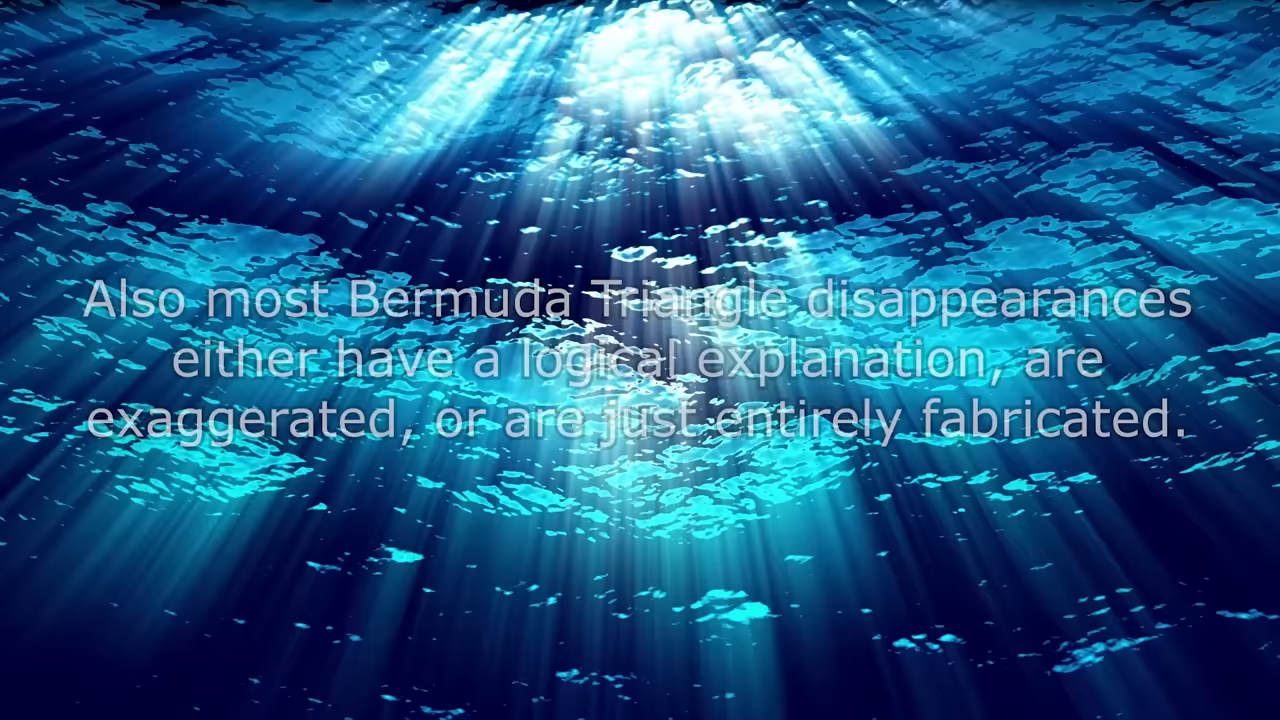 Also most Bermuda Triangle disappearances
either have a logical explanation, are
exaggerated, or are just entirely fabricated.